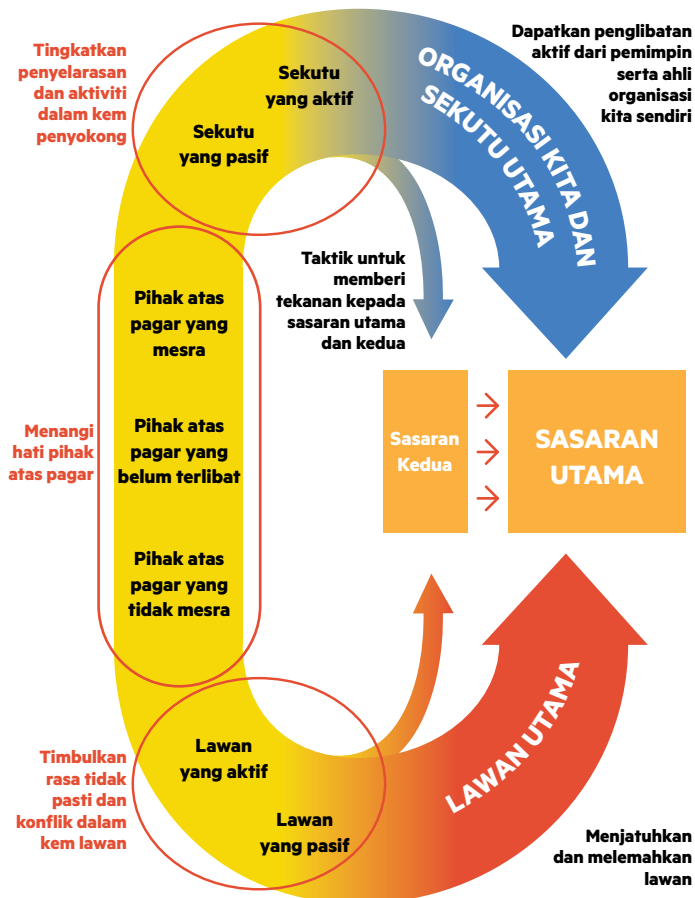 Tingkatkan
penyelarasan
dan aktiviti
dalam kem
penyokong
Sekutu
yang aktif
Sekutu
yang pasif
ORGANISASI KITA DAN
SEKUTU UTAMA
Dapatkan penglibatan
aktif dari pemimpin
serta ahli
organisasi
kita sendiri
Taktik untuk
memberi
tekanan kepada
sasaran utama
dan kedua
Pihak atas
pagar yang
mesra
Menangi
hati pihak
atas pagar
Pihak atas
pagar yang
belum terlibat
Pihak atas
pagar yang
tidak mesra
Sasaran
Kedua
SASARAN
UTAMA
Timbulkan
rasa tidak
pasti dan
konflik dalam
kem lawan
Lawan
yang aktif
Lawan
yang pasif
LAWAN UTAMA
Menjatuhkan
dan melemahkan
lawan